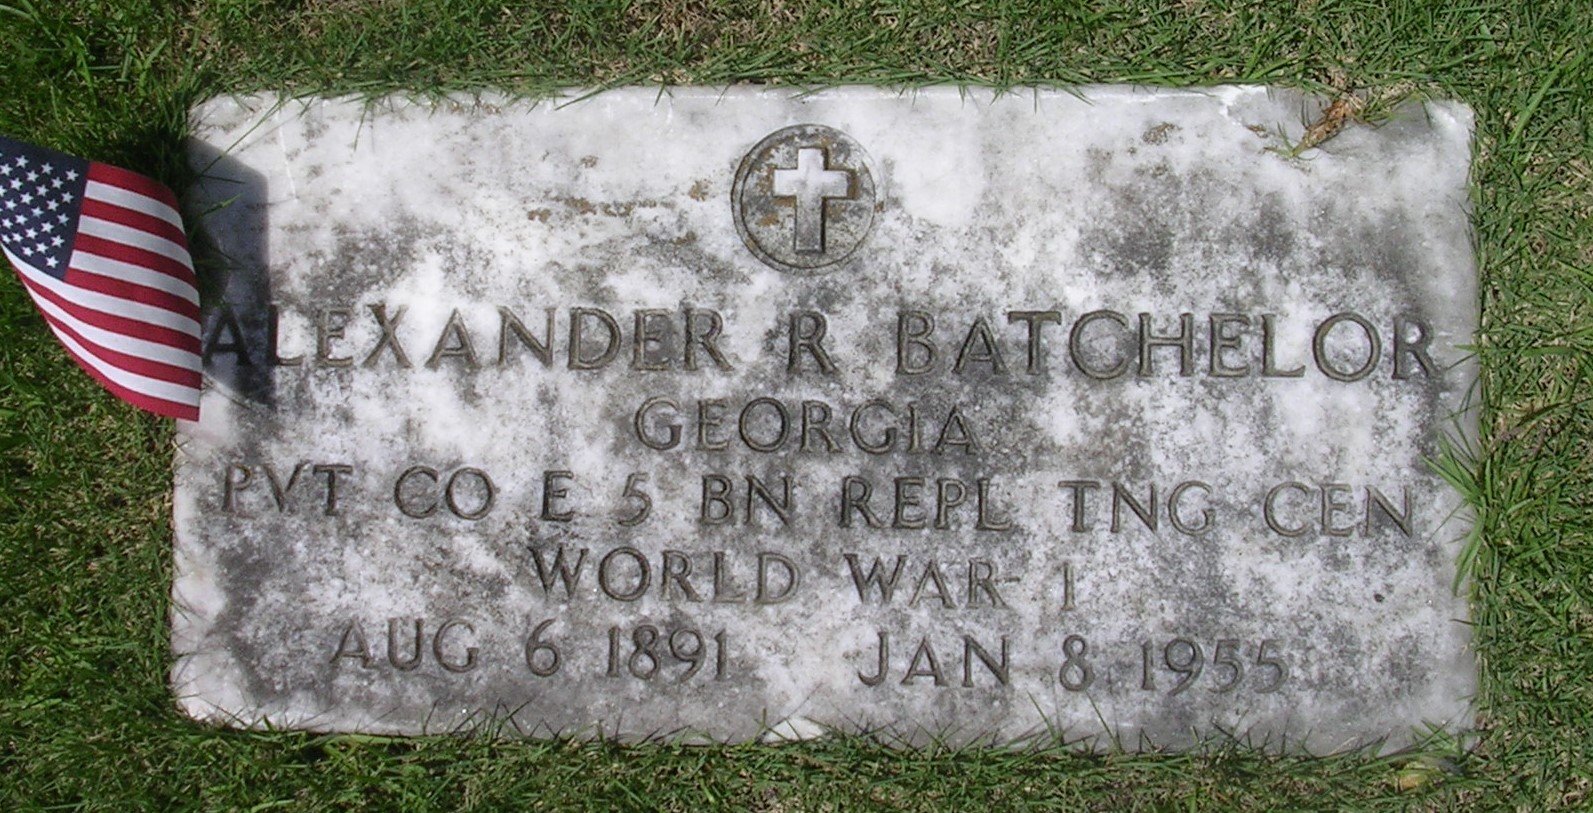 ALEXANDER R BATCHELOR
GEORGIA
PVT CO E 5 BN REPL TNG CEN
WORLD WAR I
AUG 6 1891 JAN 8 1955